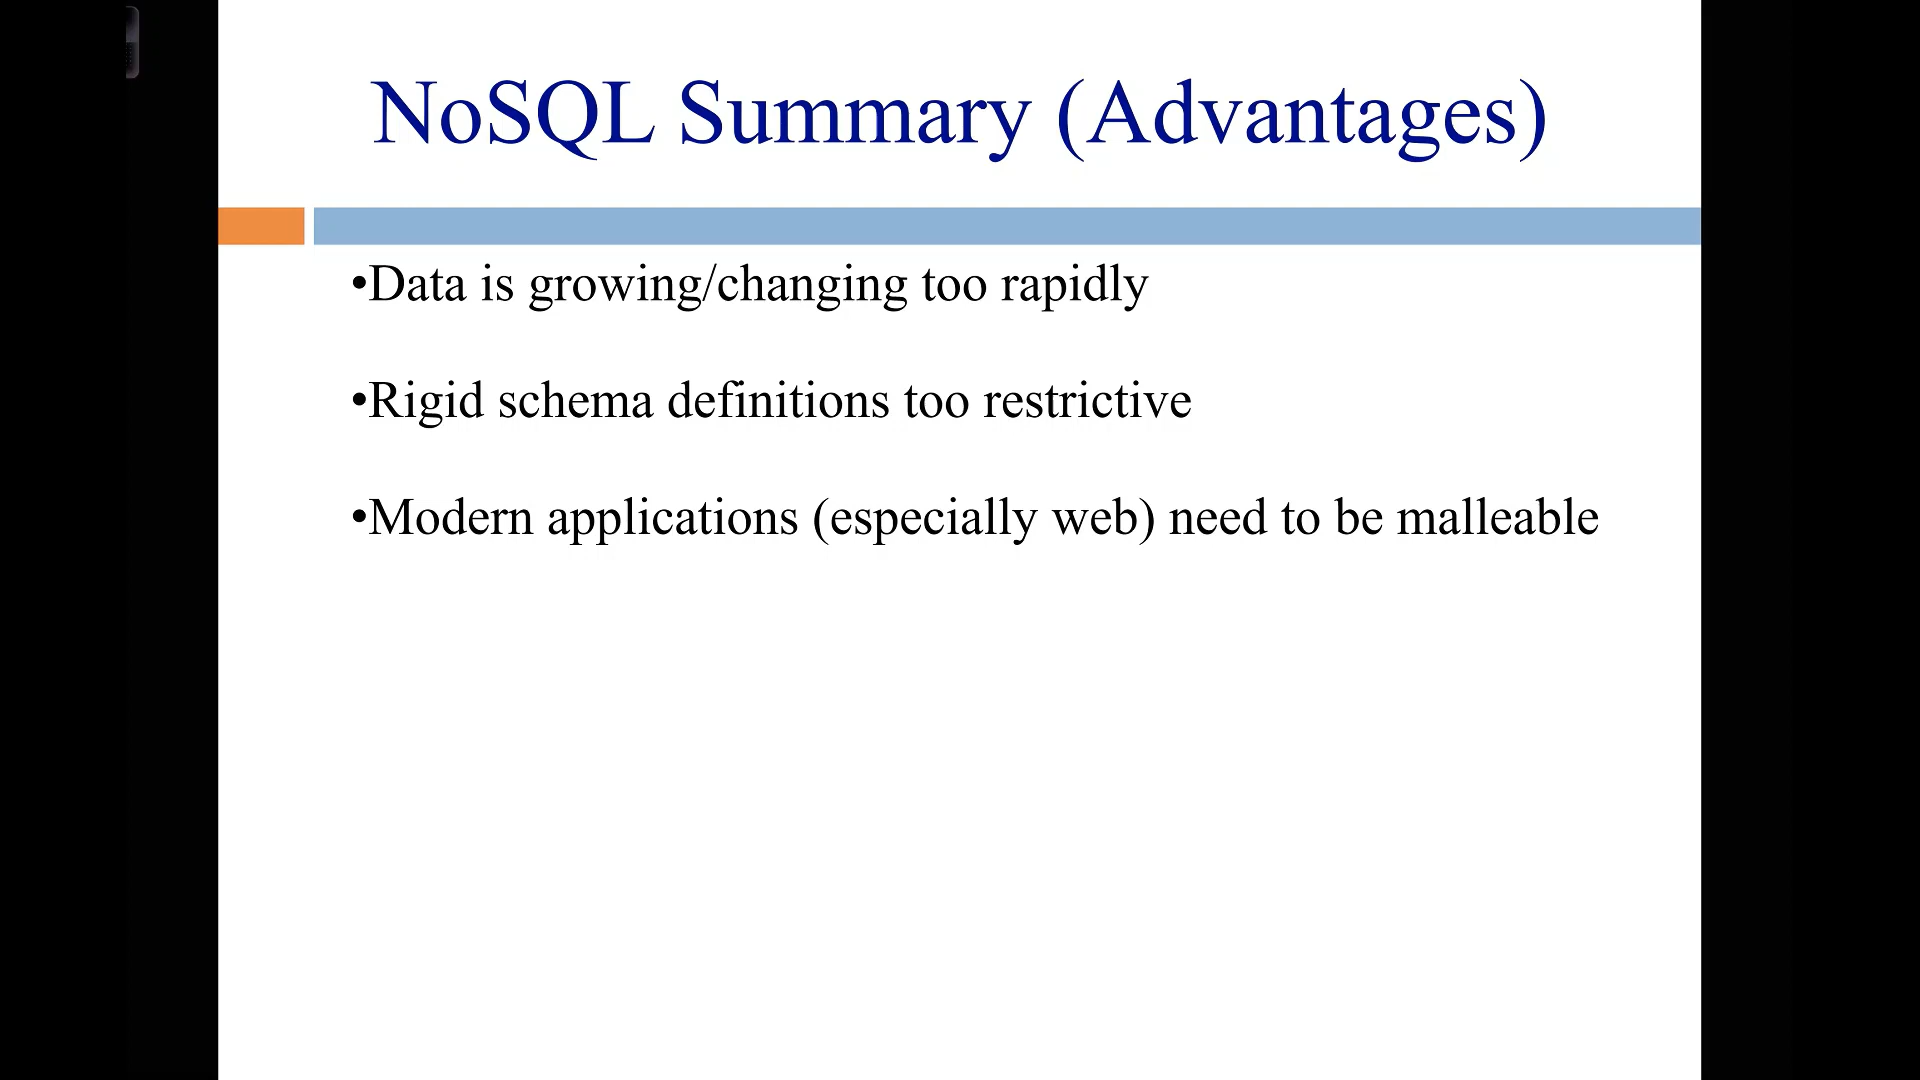 NoSQL Summary (Advantages)
•Data is growing/changing too rapidly
•Rigid schema definitions too restrictive
•Modern applications (especially web) need to be malleable